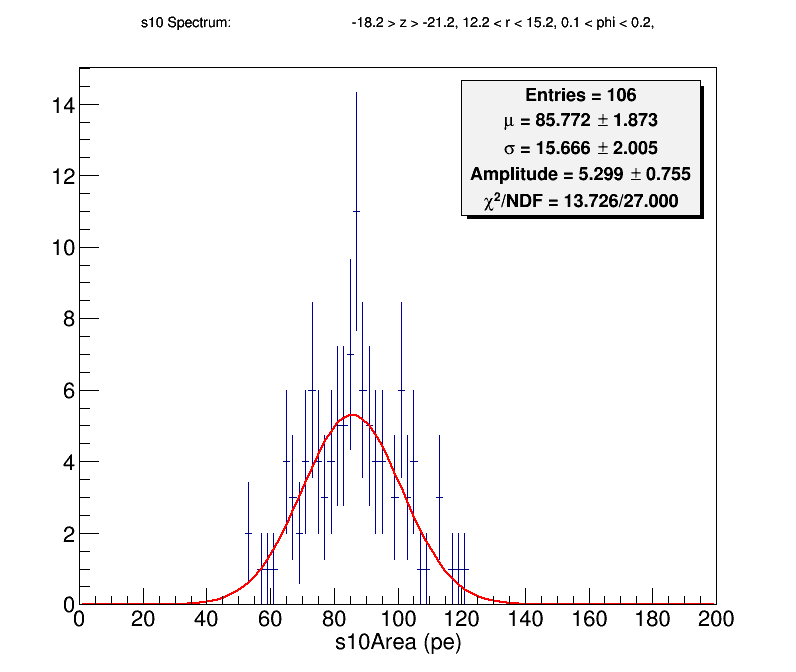 s10 Spectrum: -18.2 > z > -21.2, 12.2 < r < 15.2, 0.1 < phi < 0.2,
Entries = 106
μ = 85.772 ± 1.873
σ = 15.666 ± 2.005
Amplitude = 5.299 ± 0.755
χ²/NDF = 13.726/27.000
14
12
10
8
6
4
2
0
0 20 40 60 80 100 120 140 160 180 200
s10Area (pe)